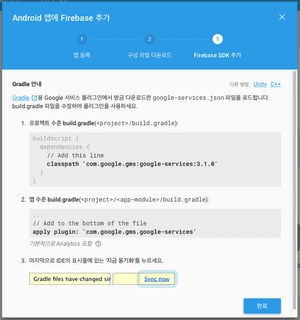 Android 앱에 Firebase 추가
×
1
2
3
앱 등록
구성 파일 다운로드
Firebase SDK 추가
Gradle 안내
다른 방법: Unity C++
Gradle 용 Google 서비스 플러그인에서 방금 다운로드한 google-services.json 파일을 로드합니다.
build.gradle 파일을 수정하여 플러그인을 사용하세요.
1. 프로젝트 수준 build.gradle(<project>/build.gradle):
buildscript {
dependencies {
// Add this line
classpath 'com.google.gms:google-services:3.1.0'
}
}
2. 앱 수준 build.gradle(<project>/<app-module>/build.gradle):
...
// Add to the bottom of the file
apply plugin: 'com.google.gms.google-services'
기본적으로 Analytics 포함 ?
3. 마지막으로 IDE의 표시줄에 있는 '지금 동기화'를 누르세요.
Gradle files have changed sin
Sync now
완료